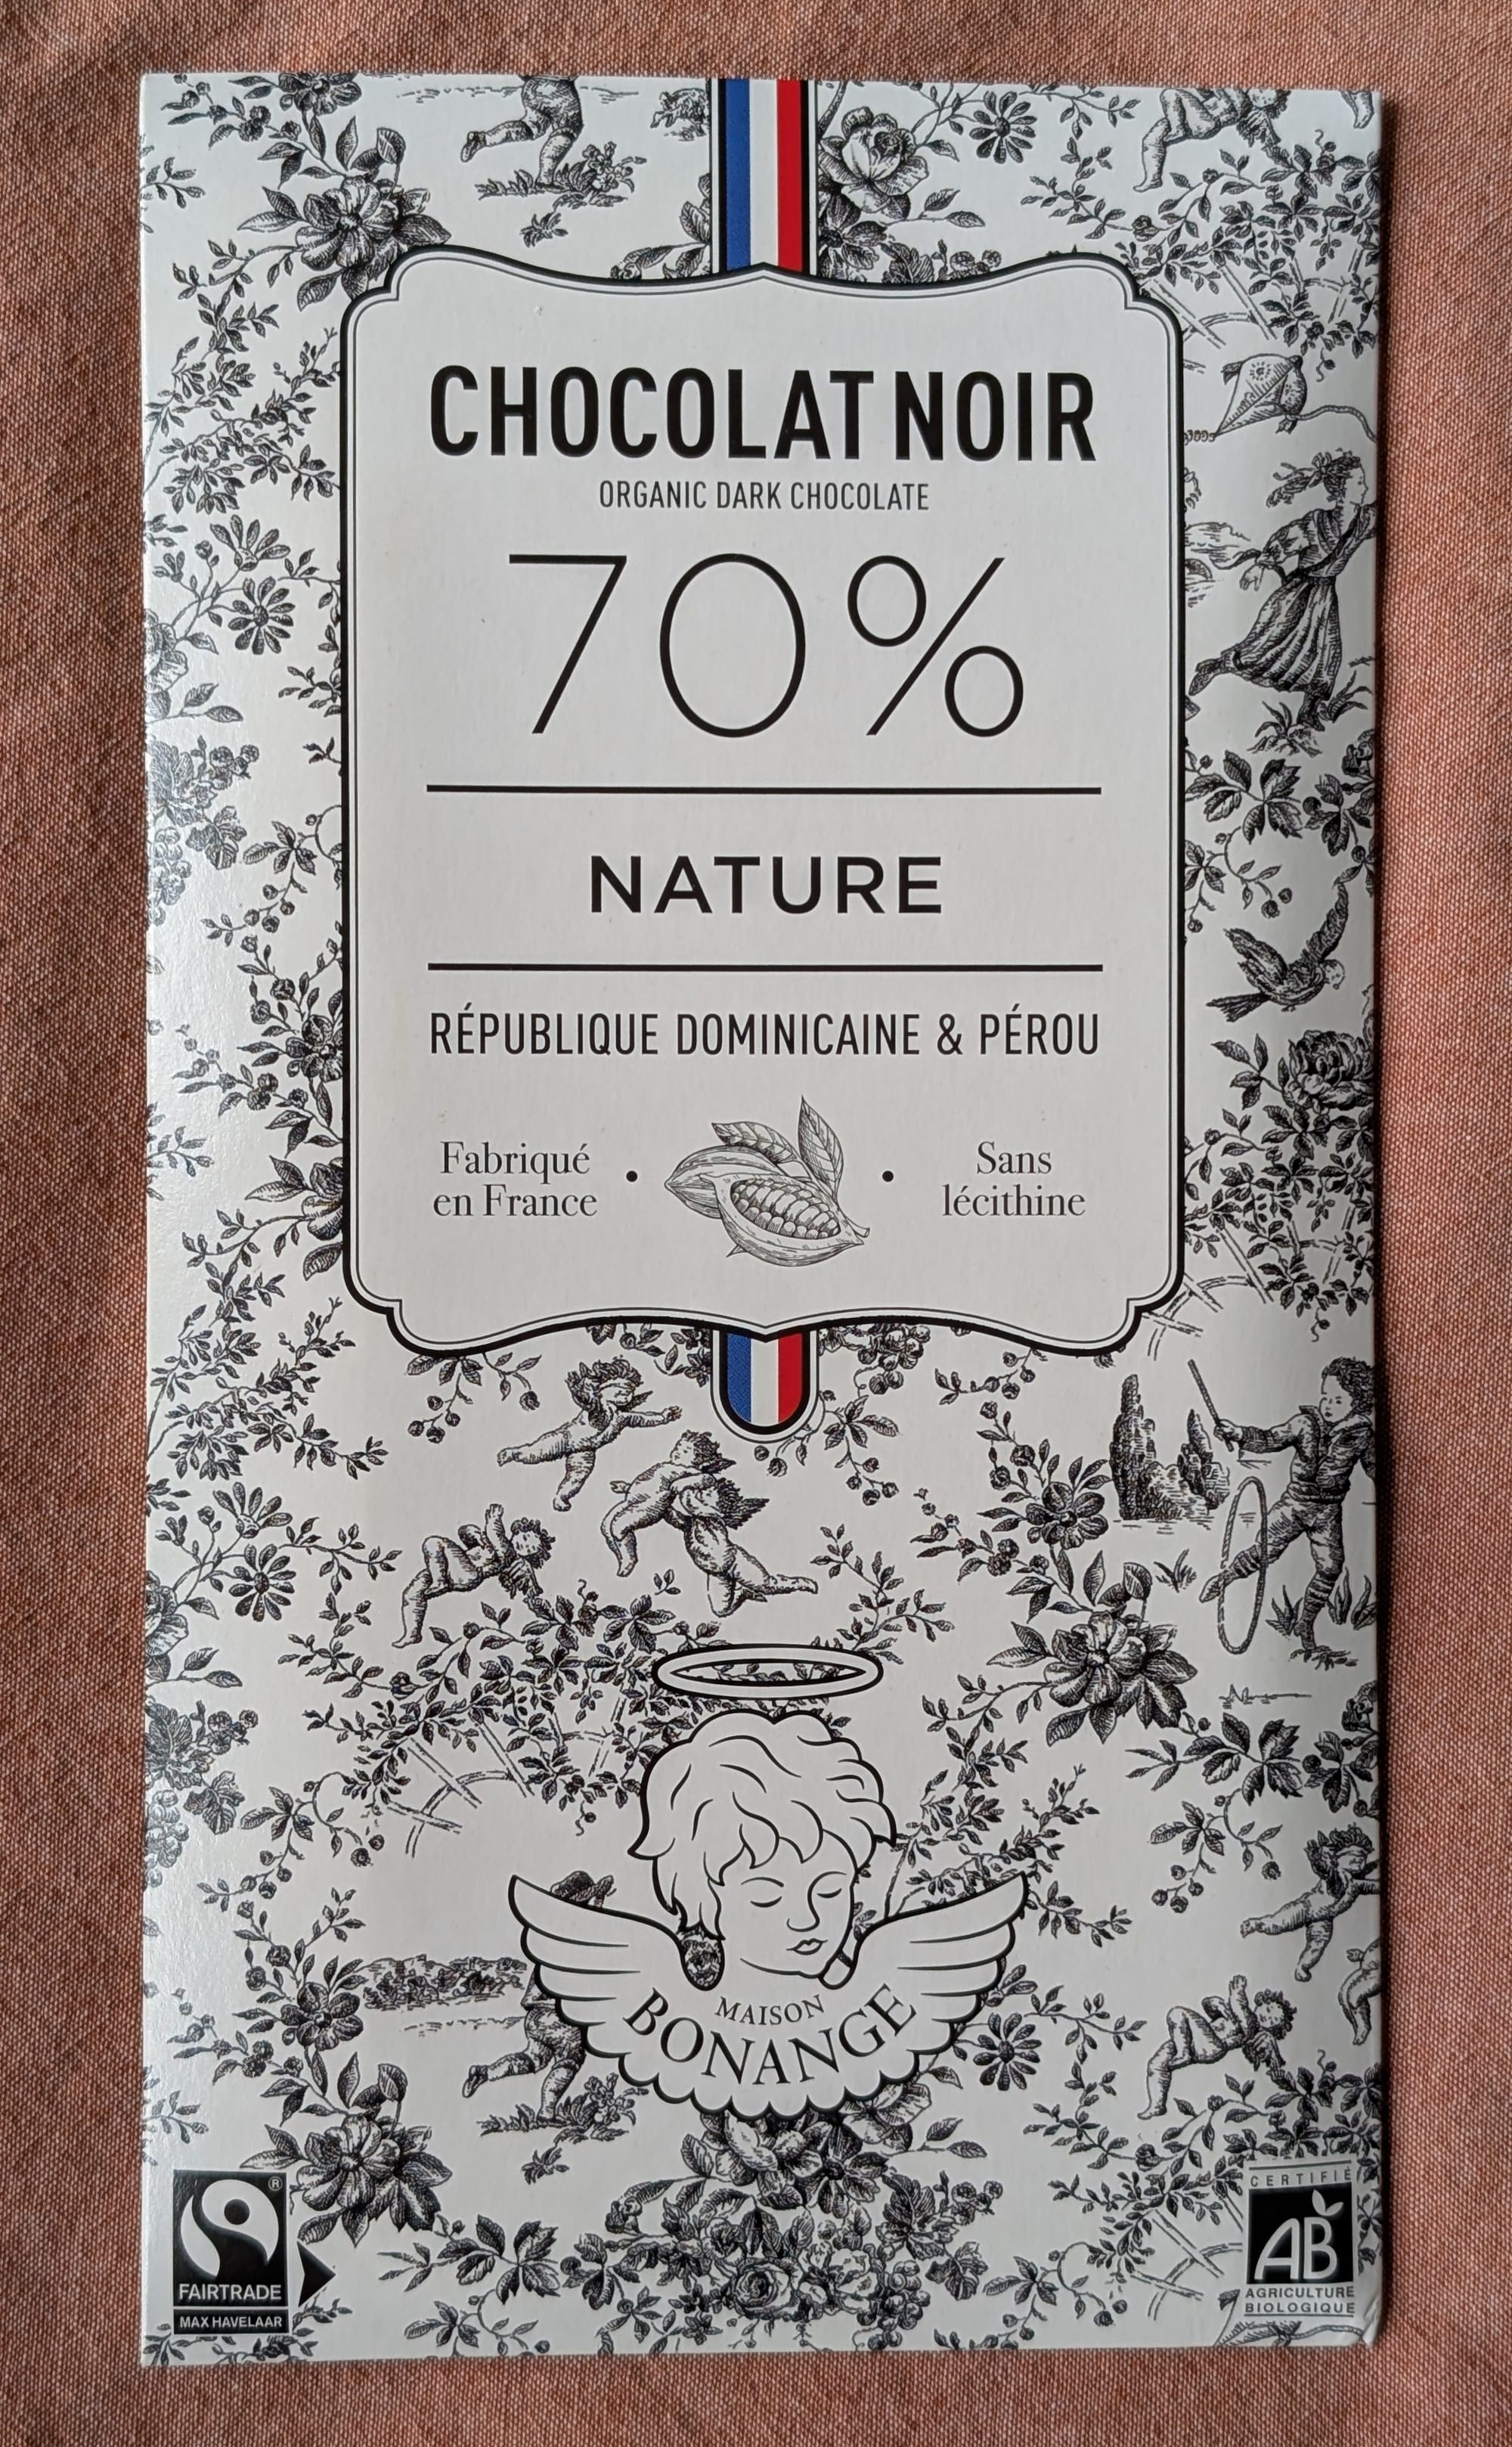 CHOCOLAT NOIR
ORGANIC DARK CHOCOLATE
70%
NATURE
RÉPUBLIQUE DOMINICAINE & PÉROU
Fabriqué
en France
Sans
lécithine
MAISON
BONANGE
®
FAIRTRADE
MAX HAVELAAR
CERTIFIÉ
AB
AGRICULTURE
BIOLOGIQUE